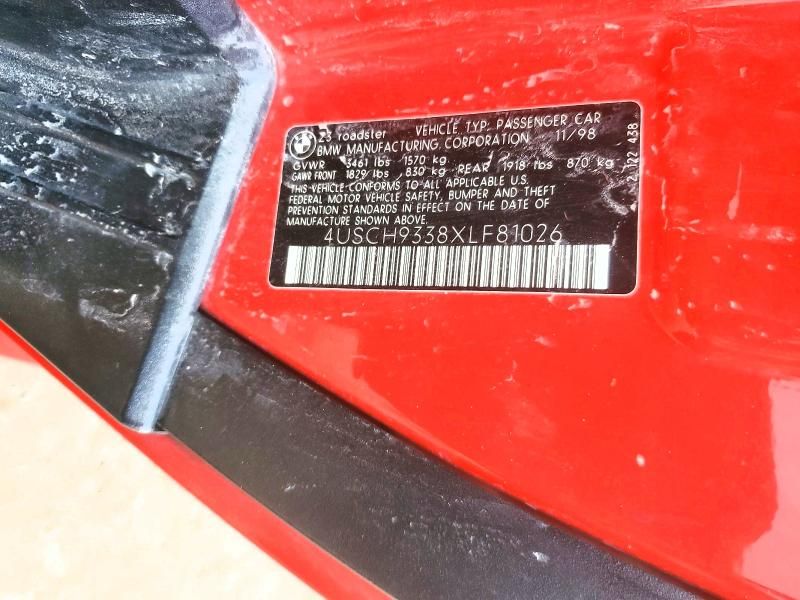 Z3 roadster VEHICLE TYP: PASSENGER CAR
BMW MANUFACTURING CORPORATION 11/98
GVWR 3461 lbs 1570 kg
GAWR FRONT 1829 lbs 830 kg REAR 1918 lbs 870 kg
THIS VEHICLE CONFORMS TO ALL APPLICABLE U.S.
FEDERAL MOTOR VEHICLE SAFETY, BUMPER AND THEFT
PREVENTION STANDARDS IN EFFECT ON THE DATE OF
MANUFACTURE SHOWN ABOVE.
4USCH9338XLF81026
122 438